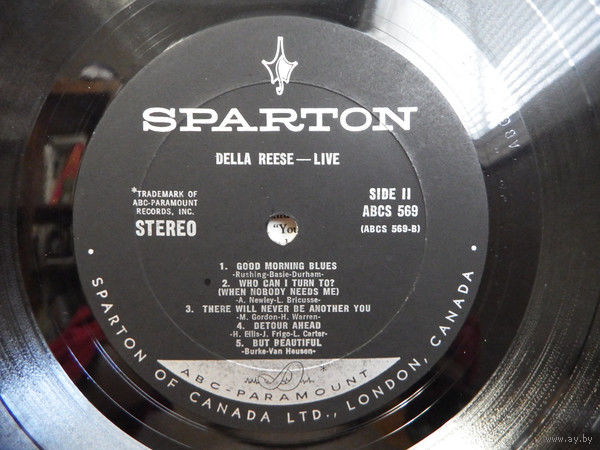 SPARTON
DELLA REESE—LIVE
*TRADEMARK OF
ABC-PARAMOUNT
RECORDS, INC.
STEREO
SIDE II
ABCS 569
(ABCS 569-B)
"You
1. GOOD MORNING BLUES
-Rushing-Basie-Durham-
2. WHO CAN I TURN TO?
(WHEN NOBODY NEEDS ME)
-A. Newley-L. Bricusse-
3. THERE WILL NEVER BE ANOTHER YOU
-M. Gordon-H. Warren-
4. DETOUR AHEAD
-H. Ellis-J. Frigo-L. Carter-
5. BUT BEAUTIFUL
-Burke-Van Heusen-
ABC-PARAMOUNT*
• SPARTON OF CANADA LTD., LONDON, CANADA •
www.ay.by